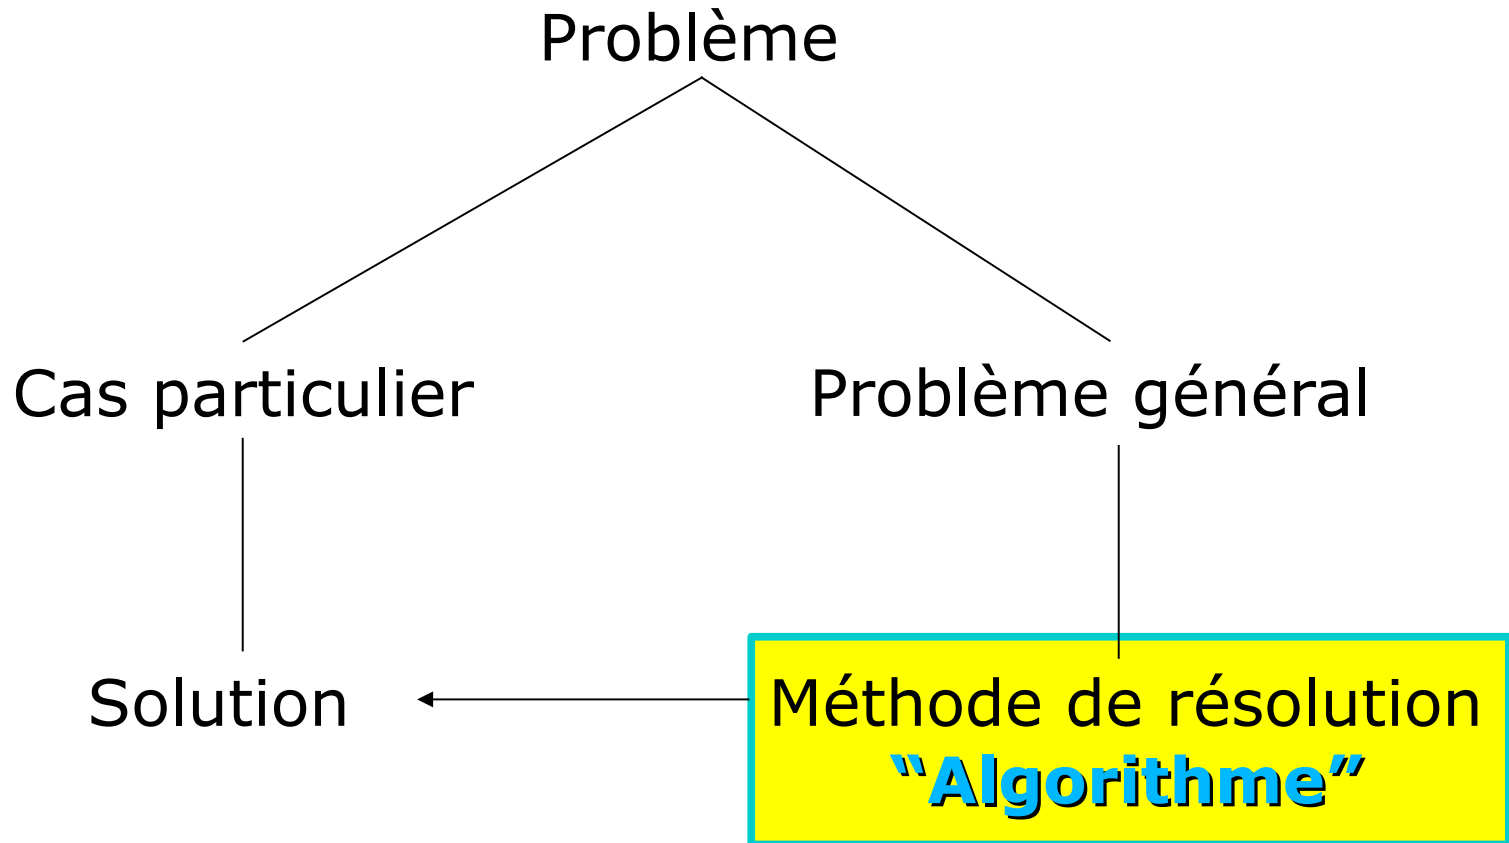 Problème
Cas particulier
Problème général
Solution
Méthode de résolution
“Algorithme”